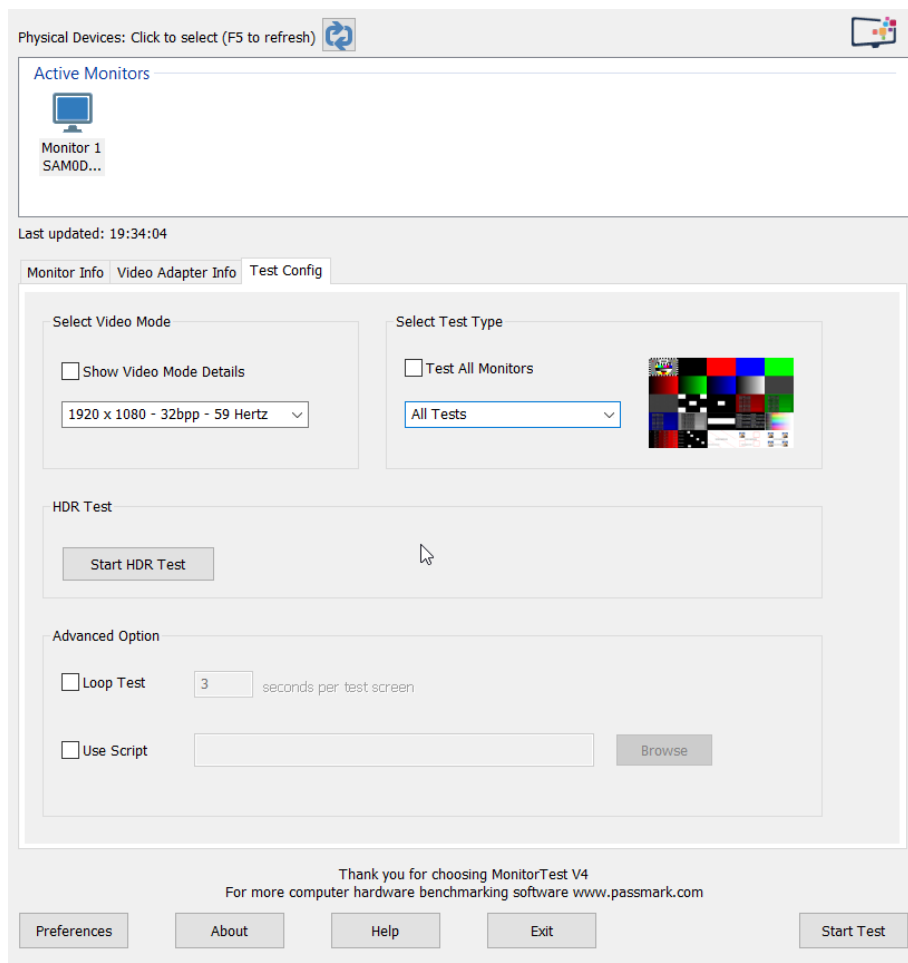 Physical Devices: Click to select (F5 to refresh)
Active Monitors
Monitor 1
SAM0D...
Last updated: 19:34:04
Monitor Info Video Adapter Info Test Config
Select Video Mode
Show Video Mode Details
1920 x 1080 - 32bpp - 59 Hertz
Select Test Type
Test All Monitors
All Tests
HDR Test
Start HDR Test
Advanced Option
Loop Test 3 seconds per test screen
Use Script Browse
Thank you for choosing MonitorTest V4
For more computer hardware benchmarking software www.passmark.com
Preferences About Help Exit Start Test